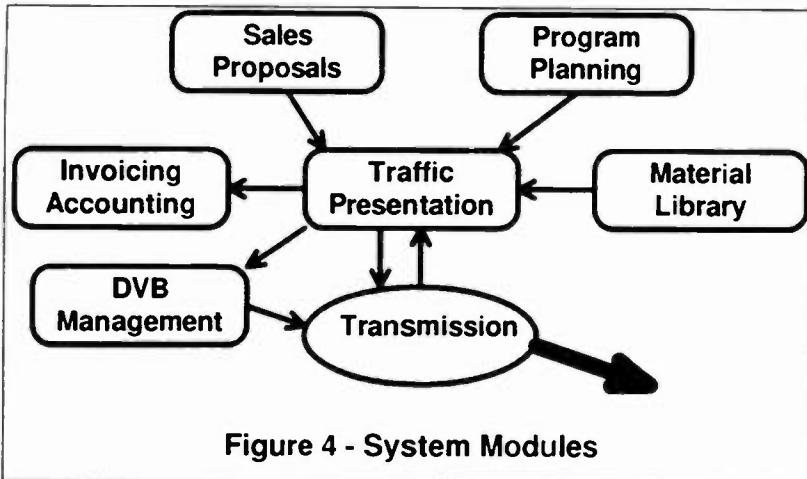 Sales
Proposals
Program
Planning
Invoicing
Accounting
Traffic
Presentation
Material
Library
DVB
Management
Transmission
Figure 4 - System Modules